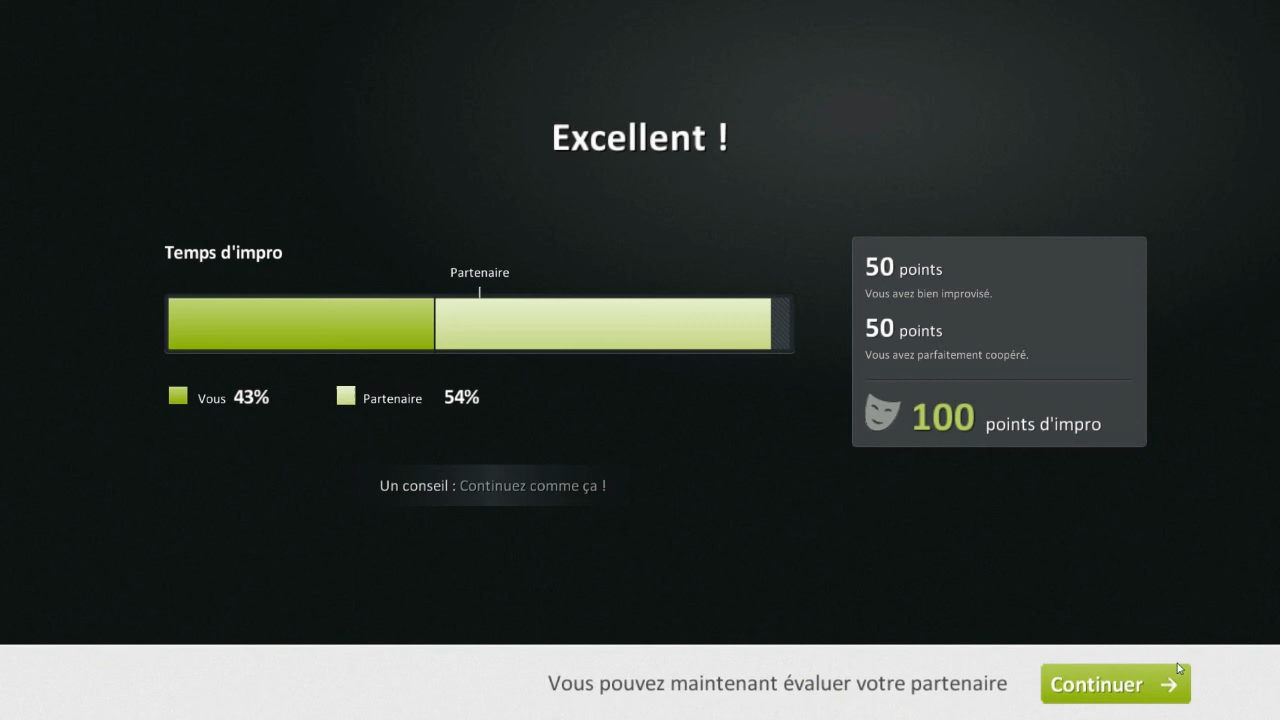 Excellent !
Temps d'impro
Partenaire
Vous 43% Partenaire 54%
Un conseil : Continuez comme ça !
50 points
Vous avez bien improvisé.
50 points
Vous avez parfaitement coopéré.
100 points d'impro
Vous pouvez maintenant évaluer votre partenaire
Continuer